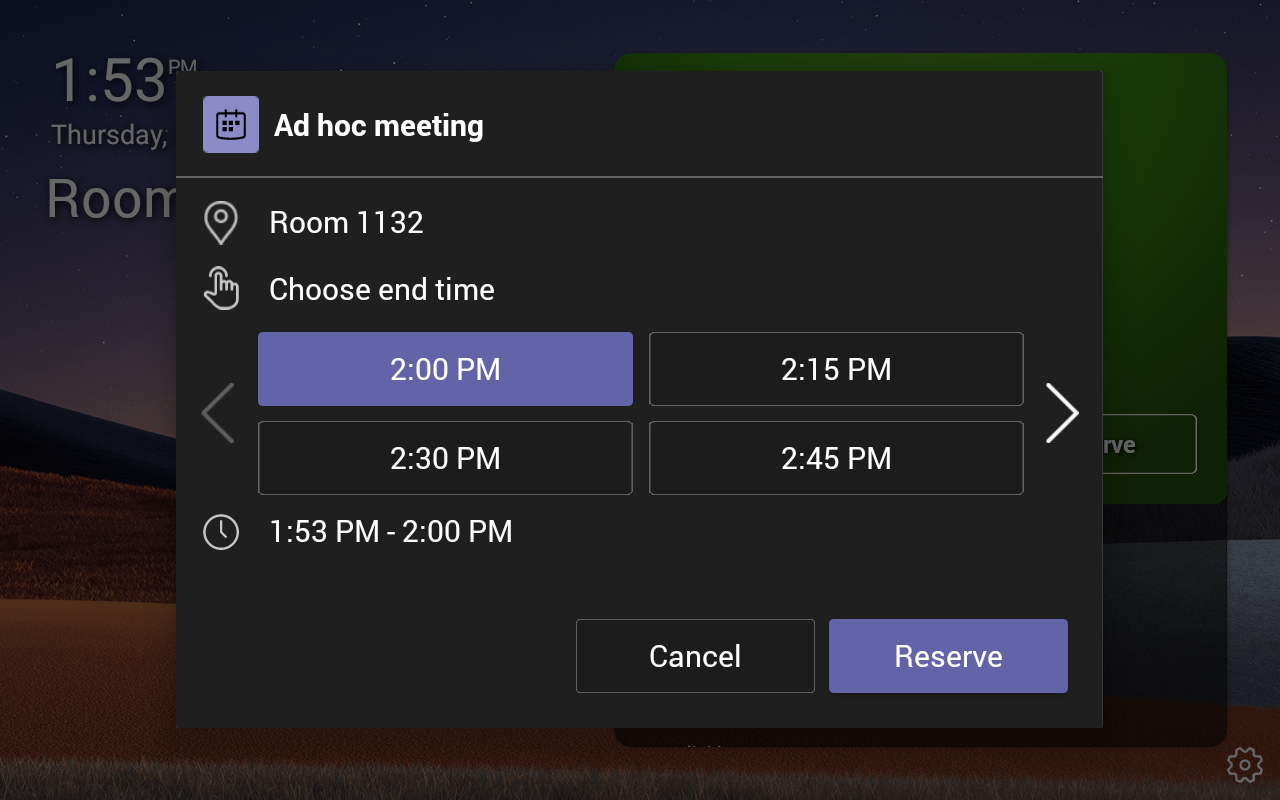 1:53 PM
Thursday,
Room
Ad hoc meeting
Room 1132
Choose end time
2:00 PM
2:15 PM
2:30 PM
2:45 PM
1:53 PM - 2:00 PM
Cancel
Reserve
rve